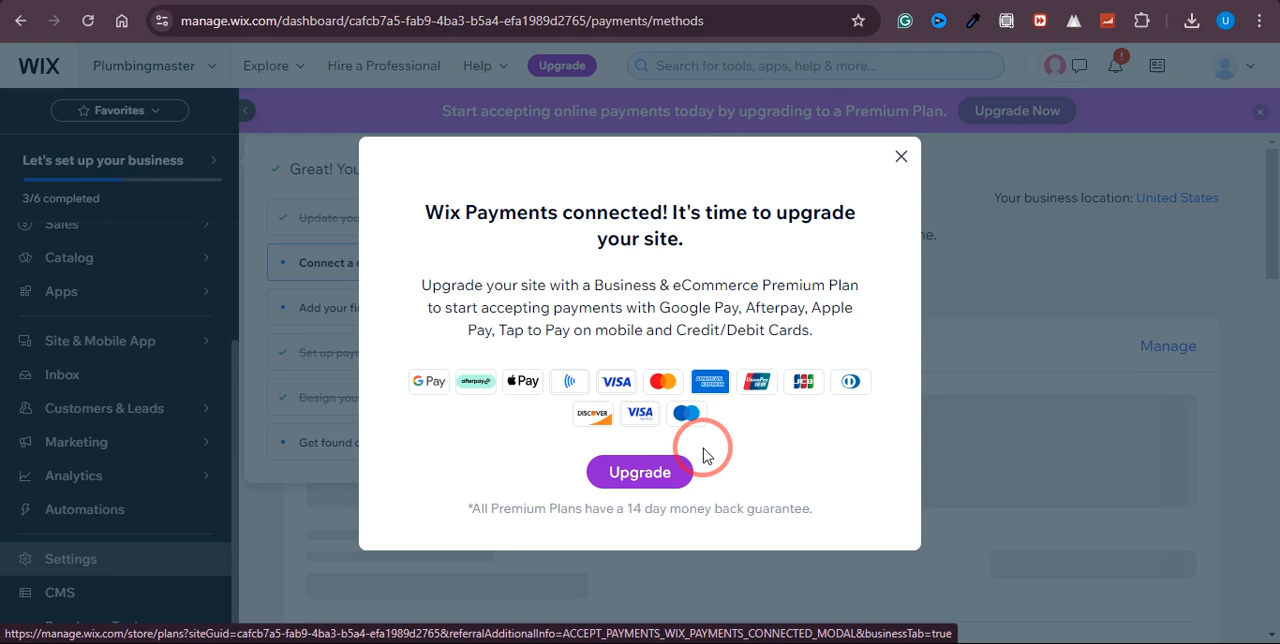 manage.wix.com/dashboard/cafcb7a5-fab9-4ba3-b5a4-efa1989d2765/payments/methods
U
WIX Plumbingmaster Explore Hire a Professional Help Upgrade Search for tools, apps, help & more...
Favorites
Start accepting online payments today by upgrading to a Premium Plan. Upgrade Now
Let's set up your business
3/6 completed
Sales
Catalog
Apps
Site & Mobile App
Inbox
Customers & Leads
Marketing
Analytics
Automations
Settings
CMS
Great! You
Update you
Connect a
Add your fi
Set up payn
Design you
Get found
Your business location: United States
ne.
Manage
Wix Payments connected! It's time to upgrade
your site.
Upgrade your site with a Business & eCommerce Premium Plan
to start accepting payments with Google Pay, Afterpay, Apple
Pay, Tap to Pay on mobile and Credit/Debit Cards.
G Pay afterpay Pay VISA AMERICAN EXPRESS UnionPay JCB
DISCOVER VISA
Upgrade
*All Premium Plans have a 14 day money back guarantee.
https://manage.wix.com/store/plans?siteGuid=cafcb7a5-fab9-4ba3-b5a4-efa1989d2765&referralAdditionalInfo=ACCEPT_PAYMENTS_WIX_PAYMENTS_CONNECTED_MODAL&businessTab=true